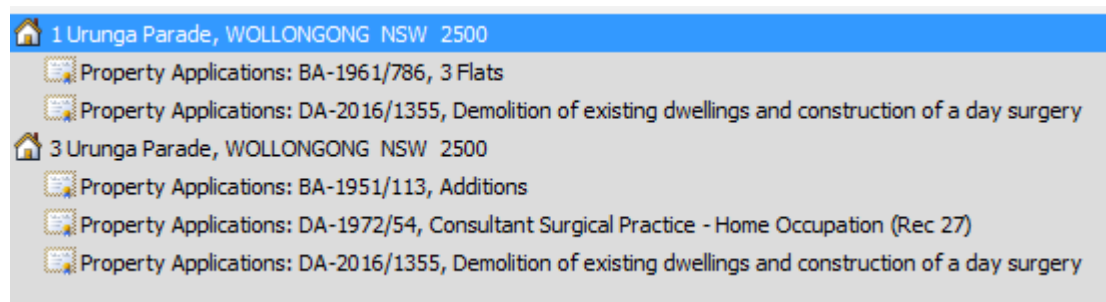 1 Urunga Parade, WOLLONGONG NSW 2500
Property Applications: BA-1961/786, 3 Flats
Property Applications: DA-2016/1355, Demolition of existing dwellings and construction of a day surgery
3 Urunga Parade, WOLLONGONG NSW 2500
Property Applications: BA-1951/113, Additions
Property Applications: DA-1972/54, Consultant Surgical Practice - Home Occupation (Rec 27)
Property Applications: DA-2016/1355, Demolition of existing dwellings and construction of a day surgery